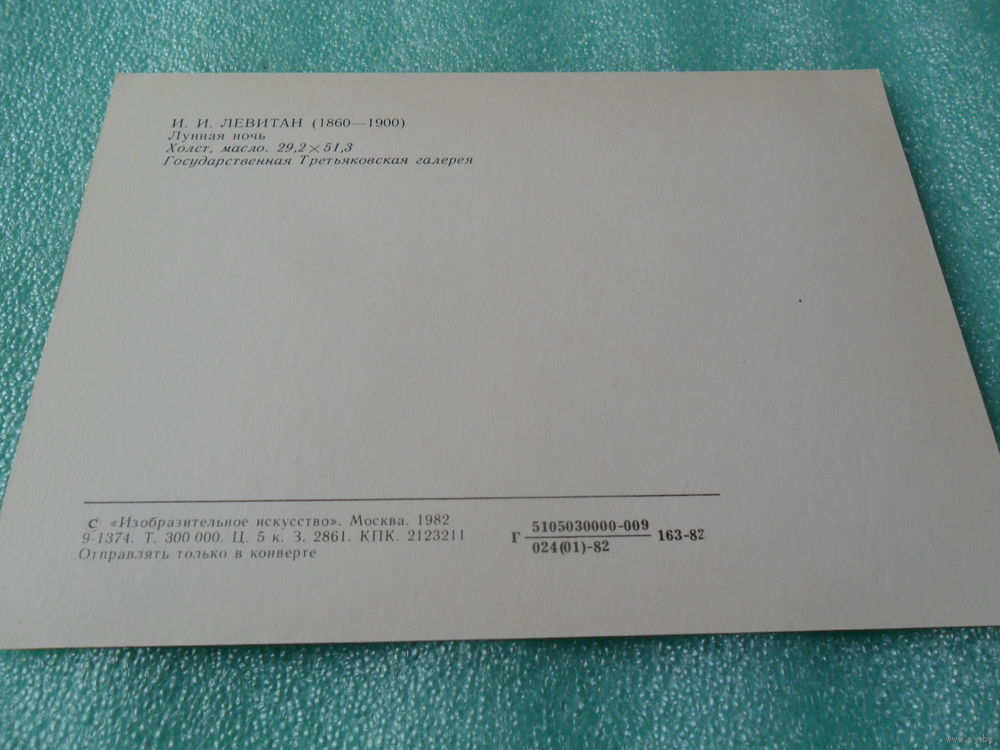 И. И. ЛЕВИТАН (1860—1900)
Лунная ночь
Холст, масло. 29,2×51,3
Государственная Третьяковская галерея
С «Изобразительное искусство». Москва. 1982
9-1374. Т. 300 000. Ц. 5 к. З. 2861. КПК. 2123211
Отправлять только в конверте
Г 5105030000-009
024(01)-82
163-82